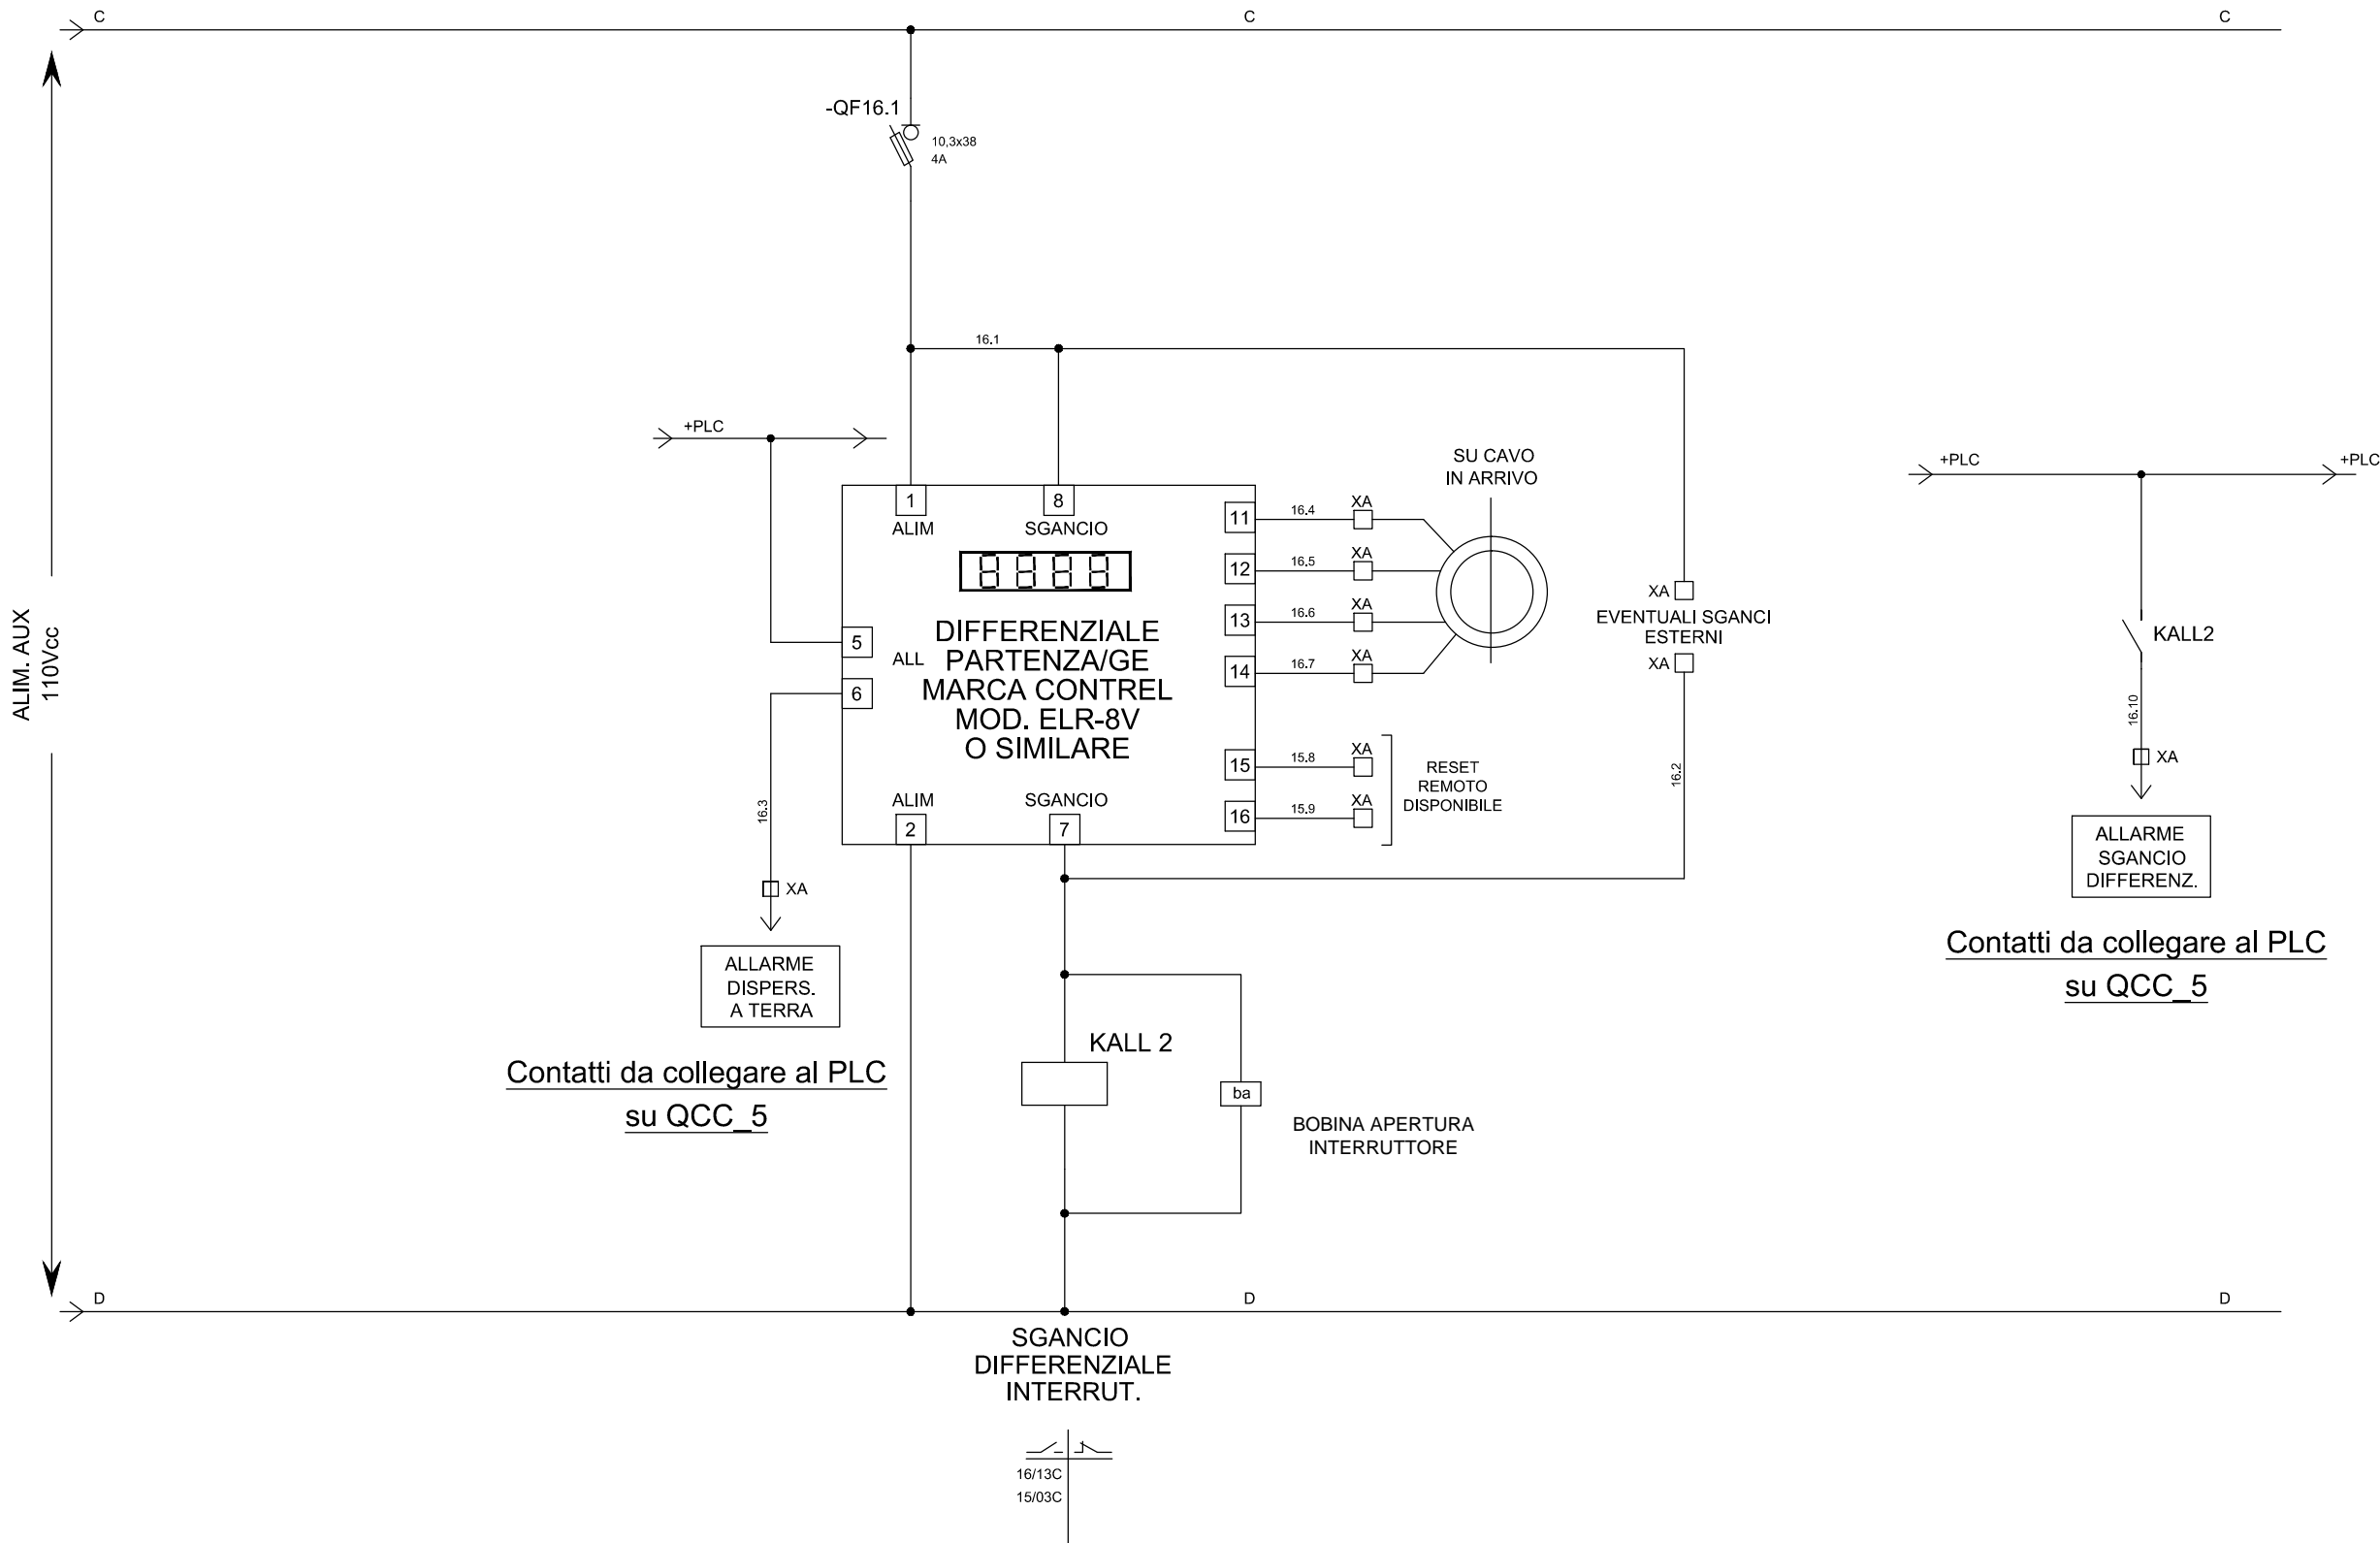 C
C
C
-QF16.1
10,3x38
4A
16.1
+PLC
SU CAVO
IN ARRIVO
+PLC
+PLC
1
8
ALIM
SGANCIO
8888
11
16.4
XA
12
16.5
XA
13
16.6
XA
14
16.7
XA
5
ALL
6
DIFFERENZIALE
PARTENZA/GE
MARCA CONTREL
MOD. ELR-8V
O SIMILARE
XA
EVENTUALI SGANCI
ESTERNI
XA
KALL2
ALIM. AUX
110Vcc
16.10
XA
15
15.8
XA
16
15.9
XA
RESET
REMOTO
DISPONIBILE
16.2
16.3
ALIM
SGANCIO
2
7
XA
ALLARME
SGANCIO
DIFFERENZ.
Contatti da collegare al PLC
su QCC_5
ALLARME
DISPERS.
A TERRA
Contatti da collegare al PLC
su QCC_5
KALL 2
ba
BOBINA APERTURA
INTERRUTTORE
D
D
D
SGANCIO
DIFFERENZIALE
INTERRUT.
16/13C
15/03C